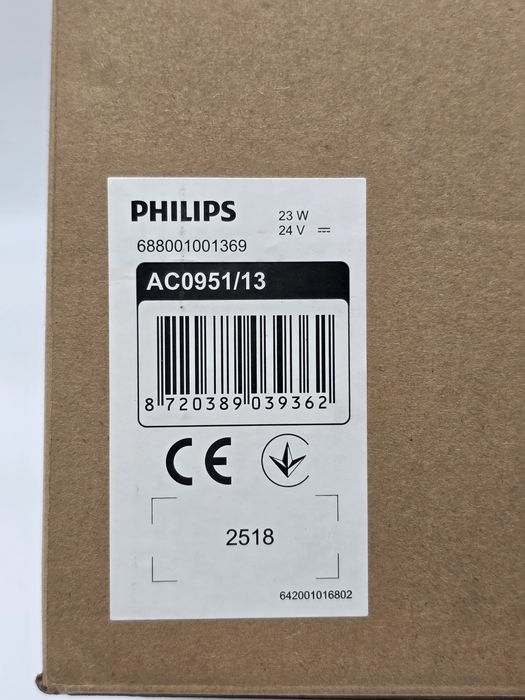 PHILIPS
23 W
24 V ⎓
688001001369
AC0951/13
8 720389 039362
CE
2518
642001016802